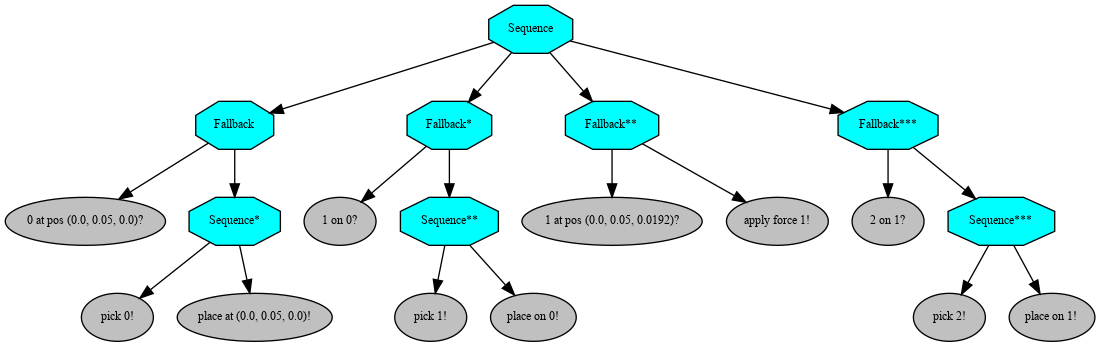 Sequence
Fallback
Fallback*
Fallback**
Fallback***
0 at pos (0.0, 0.05, 0.0)?
Sequence*
1 on 0?
Sequence**
1 at pos (0.0, 0.05, 0.0192)?
apply force 1!
2 on 1?
Sequence***
pick 0!
place at (0.0, 0.05, 0.0)!
pick 1!
place on 0!
pick 2!
place on 1!